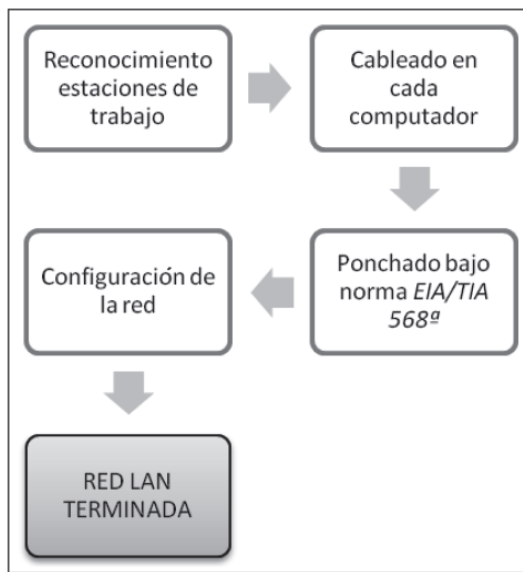 Reconocimiento
estaciones de
trabajo
Cableado en
cada
computador
Ponchado bajo
norma EIA/TIA
568ª
Configuración de
la red
RED LAN
TERMINADA